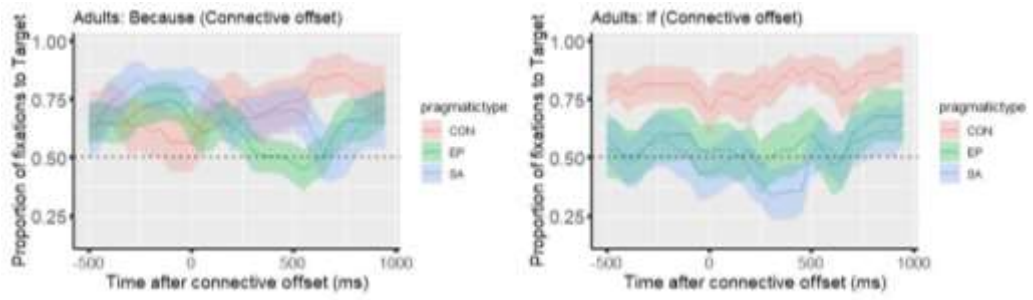 Adults: Because (Connective offset)
Proportion of fixations to Target
1.00
0.75
0.50
0.25
-500
0
500
1000
Time after connective offset (ms)
pragmatictype
CON
EP
SA
Adults: If (Connective offset)
Proportion of fixations to Target
1.00
0.75
0.50
0.25
-500
0
500
1000
Time after connective offset (ms)
pragmatictype
CON
EP
SA